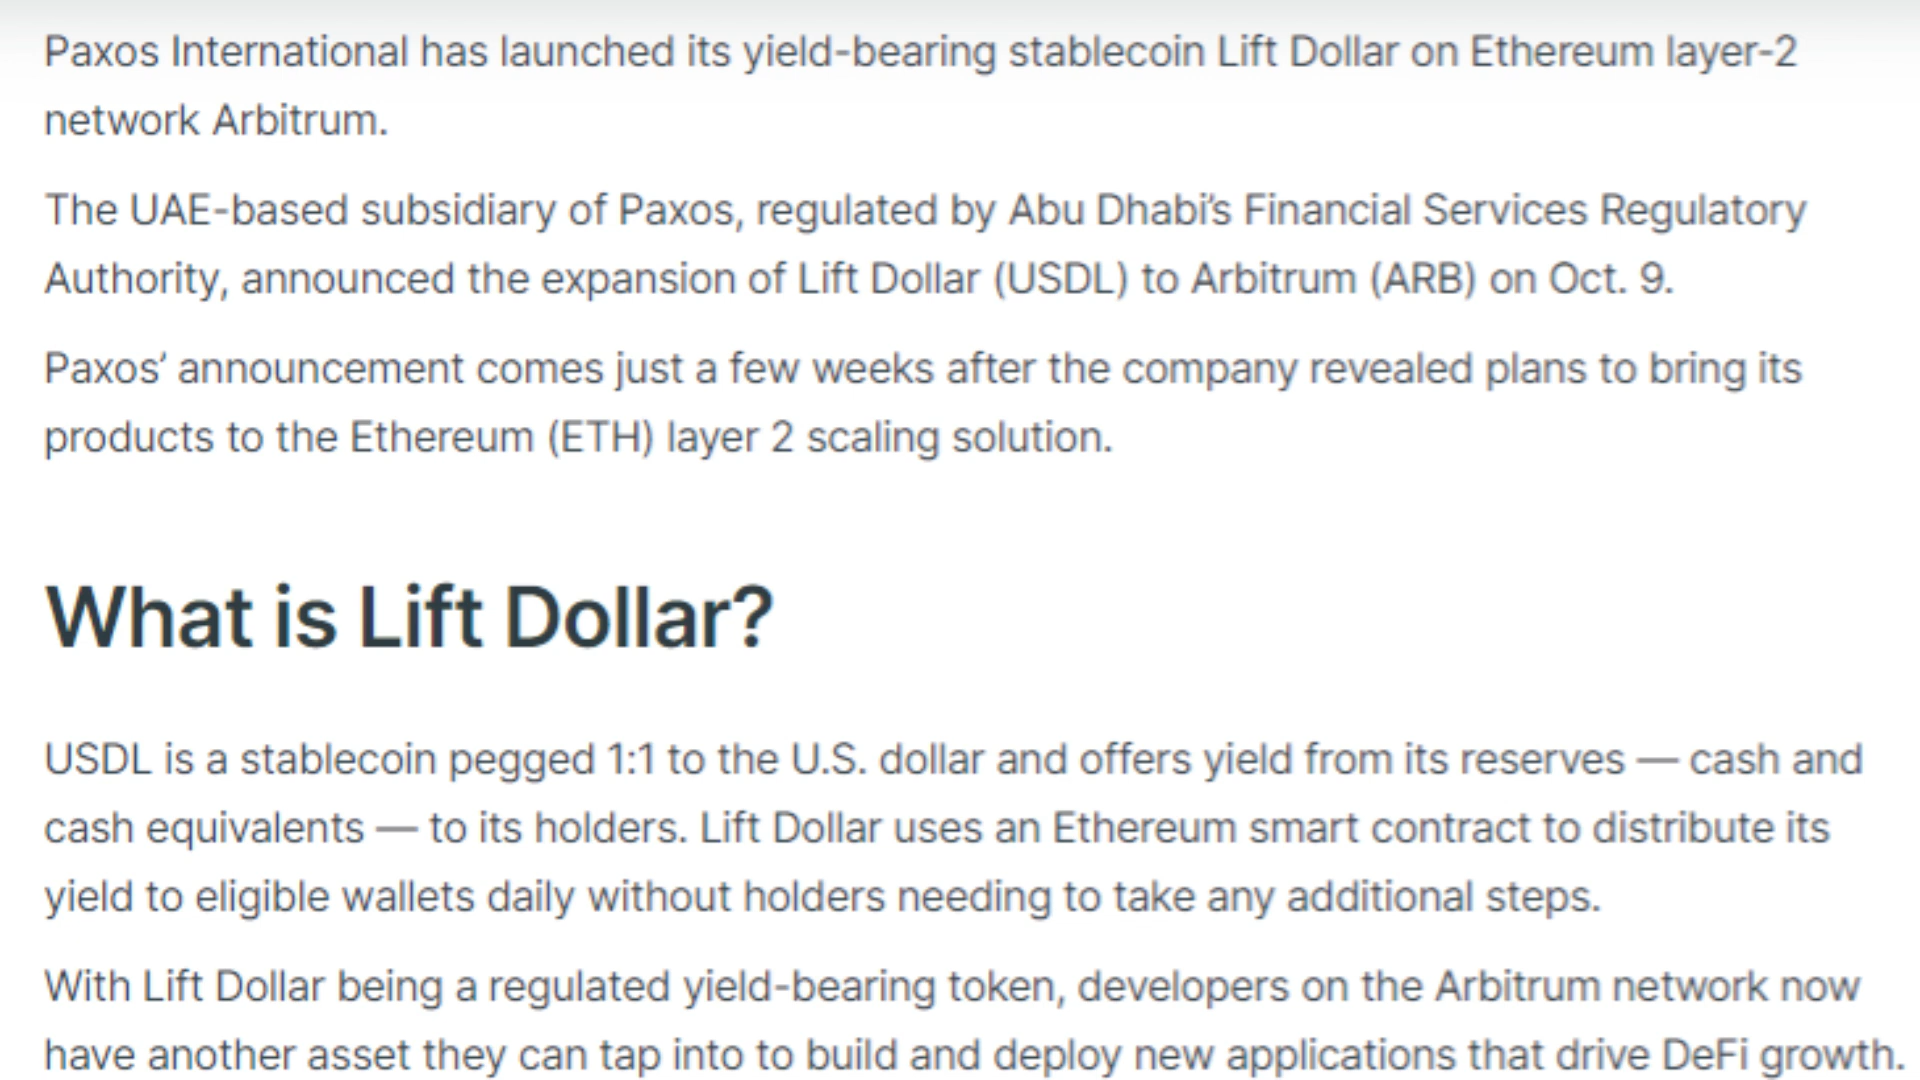 Paxos International has launched its yield-bearing stablecoin Lift Dollar on Ethereum layer-2
network Arbitrum.
The UAE-based subsidiary of Paxos, regulated by Abu Dhabi’s Financial Services Regulatory
Authority, announced the expansion of Lift Dollar (USDL) to Arbitrum (ARB) on Oct. 9.
Paxos’ announcement comes just a few weeks after the company revealed plans to bring its
products to the Ethereum (ETH) layer 2 scaling solution.
What is Lift Dollar?
USDL is a stablecoin pegged 1:1 to the U.S. dollar and offers yield from its reserves — cash and
cash equivalents — to its holders. Lift Dollar uses an Ethereum smart contract to distribute its
yield to eligible wallets daily without holders needing to take any additional steps.
With Lift Dollar being a regulated yield-bearing token, developers on the Arbitrum network now
have another asset they can tap into to build and deploy new applications that drive DeFi growth.